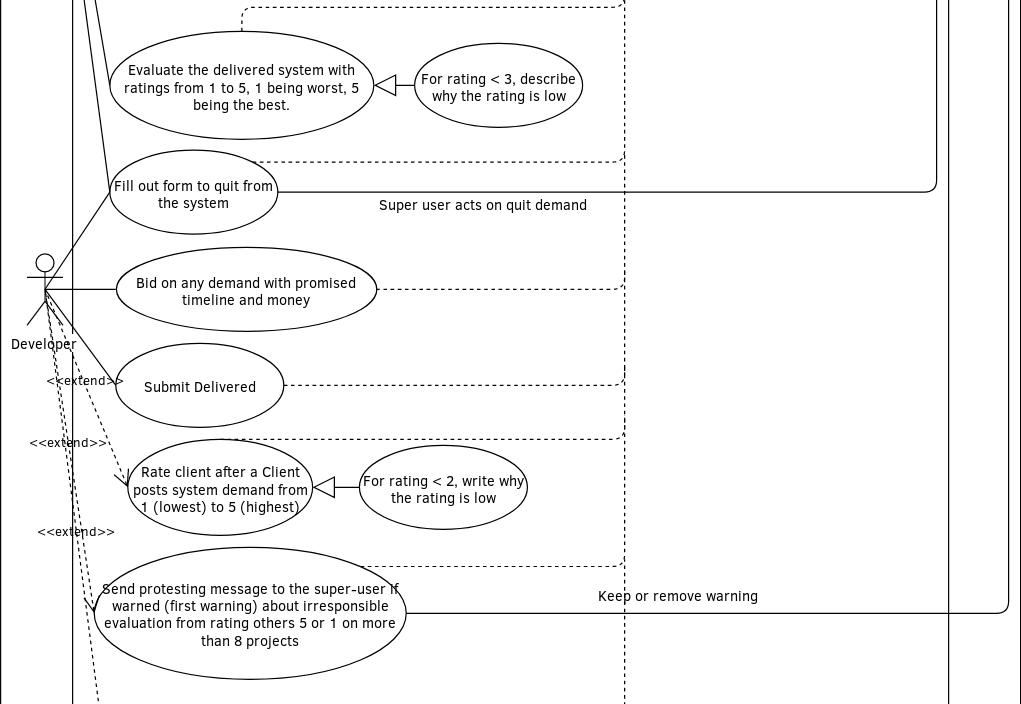 Evaluate the delivered system with
ratings from 1 to 5, 1 being worst, 5
being the best.
For rating < 3, describe
why the rating is low
Fill out form to quit from
the system
Super user acts on quit demand
Bid on any demand with promised
timeline and money
Developer
<<extend>>
Submit Delivered
<<extend>>
Rate client after a Client
posts system demand from
1 (lowest) to 5 (highest)
For rating < 2, write why
the rating is low
<<extend>>
Send protesting message to the super-user if
warned (first warning) about irresponsible
evaluation from rating others 5 or 1 on more
than 8 projects
Keep or remove warning